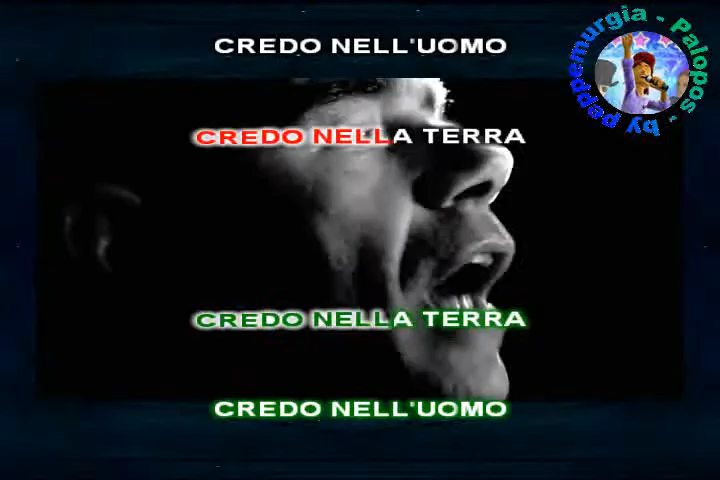 CREDO NELL'UOMO
peppemurgia - Palopos - by
CREDO NELLA TERRA
CREDO NELLA TERRA
CREDO NELL'UOMO